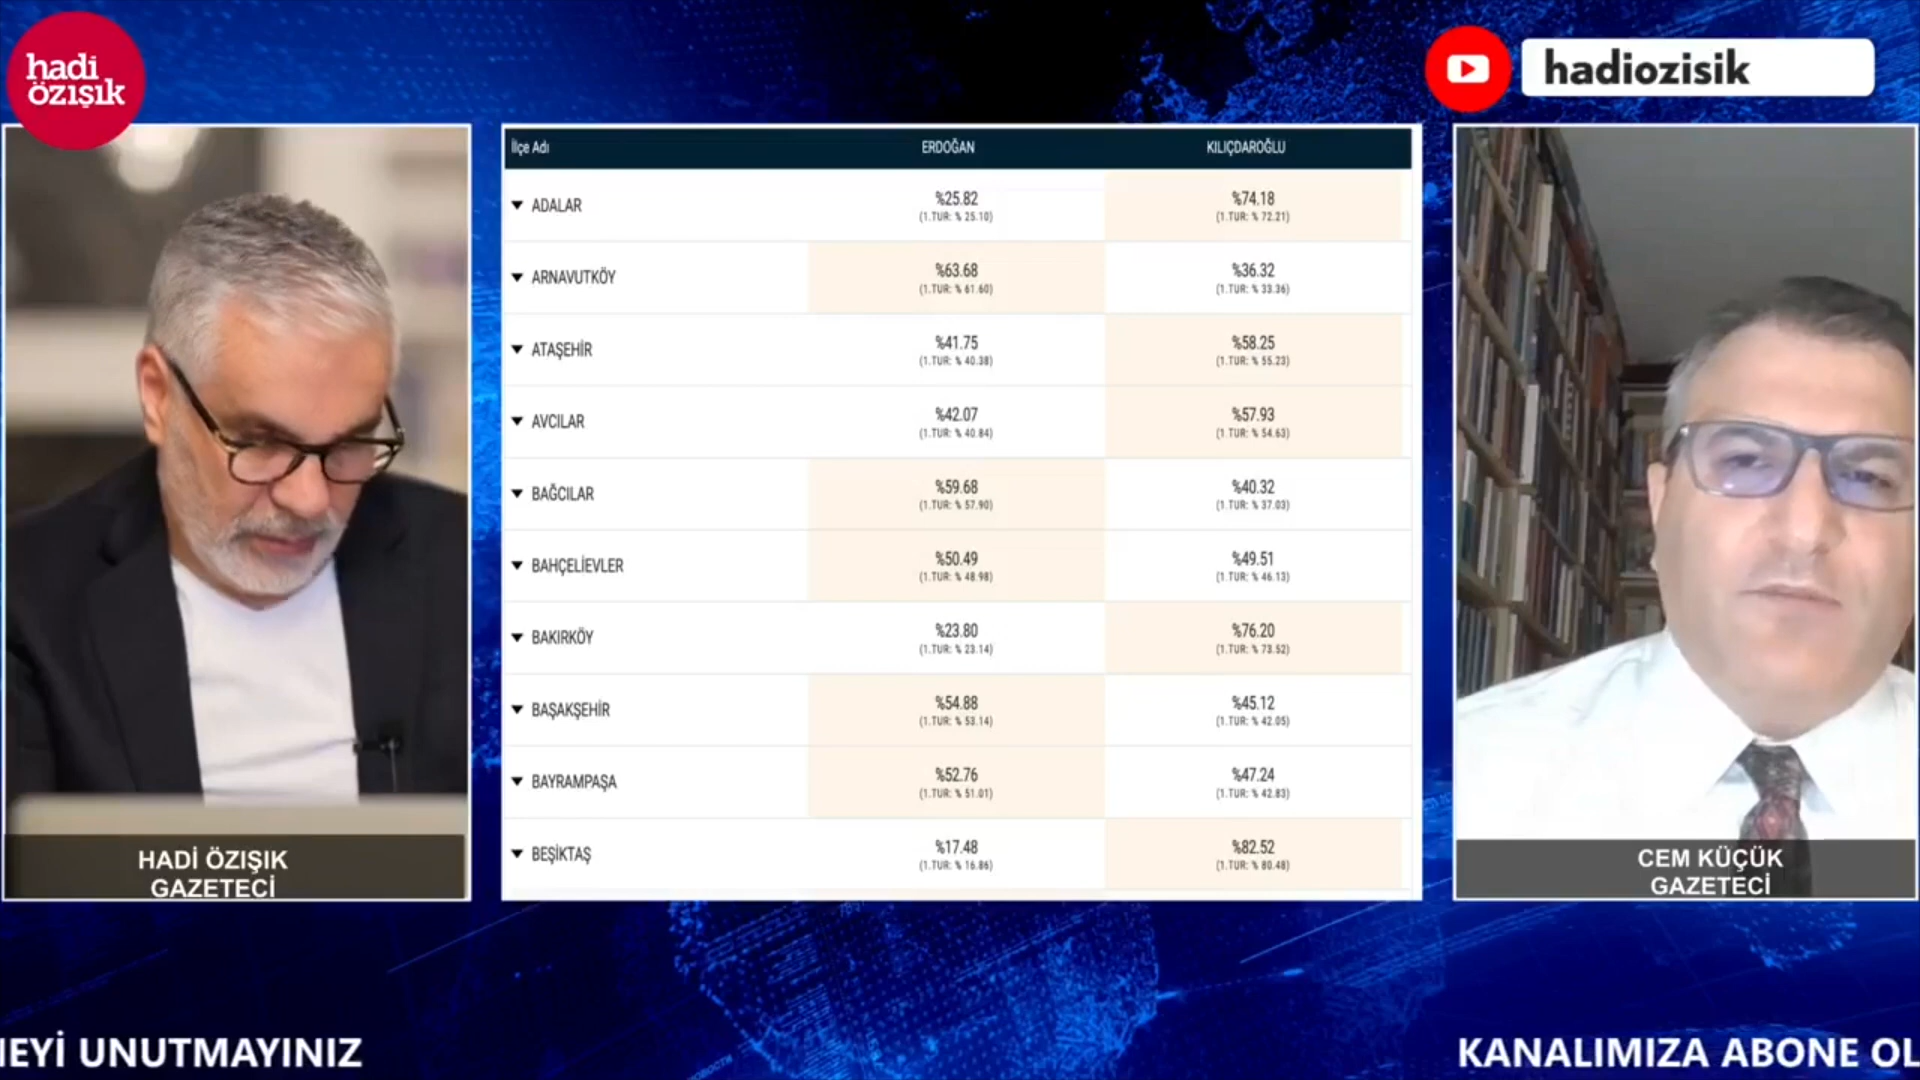 hadi
özışık
hadiozisik
İlçe Adı ERDOĞAN KILIÇDAROĞLU
ADALAR %25.82 %74.18
(1.TUR: % 25.10) (1.TUR: % 72.21)
ARNAVUTKÖY %63.68 %36.32
(1.TUR: % 61.60) (1.TUR: % 33.36)
ATAŞEHİR %41.75 %58.25
(1.TUR: % 40.38) (1.TUR: % 55.23)
AVCILAR %42.07 %57.93
(1.TUR: % 40.84) (1.TUR: % 54.63)
BAĞCILAR %59.68 %40.32
(1.TUR: % 57.90) (1.TUR: % 37.03)
BAHÇELİEVLER %50.49 %49.51
(1.TUR: % 48.98) (1.TUR: % 46.13)
BAKIRKÖY %23.80 %76.20
(1.TUR: % 23.14) (1.TUR: % 73.52)
BAŞAKŞEHİR %54.88 %45.12
(1.TUR: % 53.14) (1.TUR: % 42.05)
BAYRAMPAŞA %52.76 %47.24
(1.TUR: % 51.01) (1.TUR: % 42.83)
BEŞİKTAŞ %17.48 %82.52
(1.TUR: % 16.86) (1.TUR: % 80.48)
HADİ ÖZIŞIK
GAZETECİ
CEM KÜÇÜK
GAZETECİ
EYİ UNUTMAYINIZ
KANALIMIZA ABONE OL